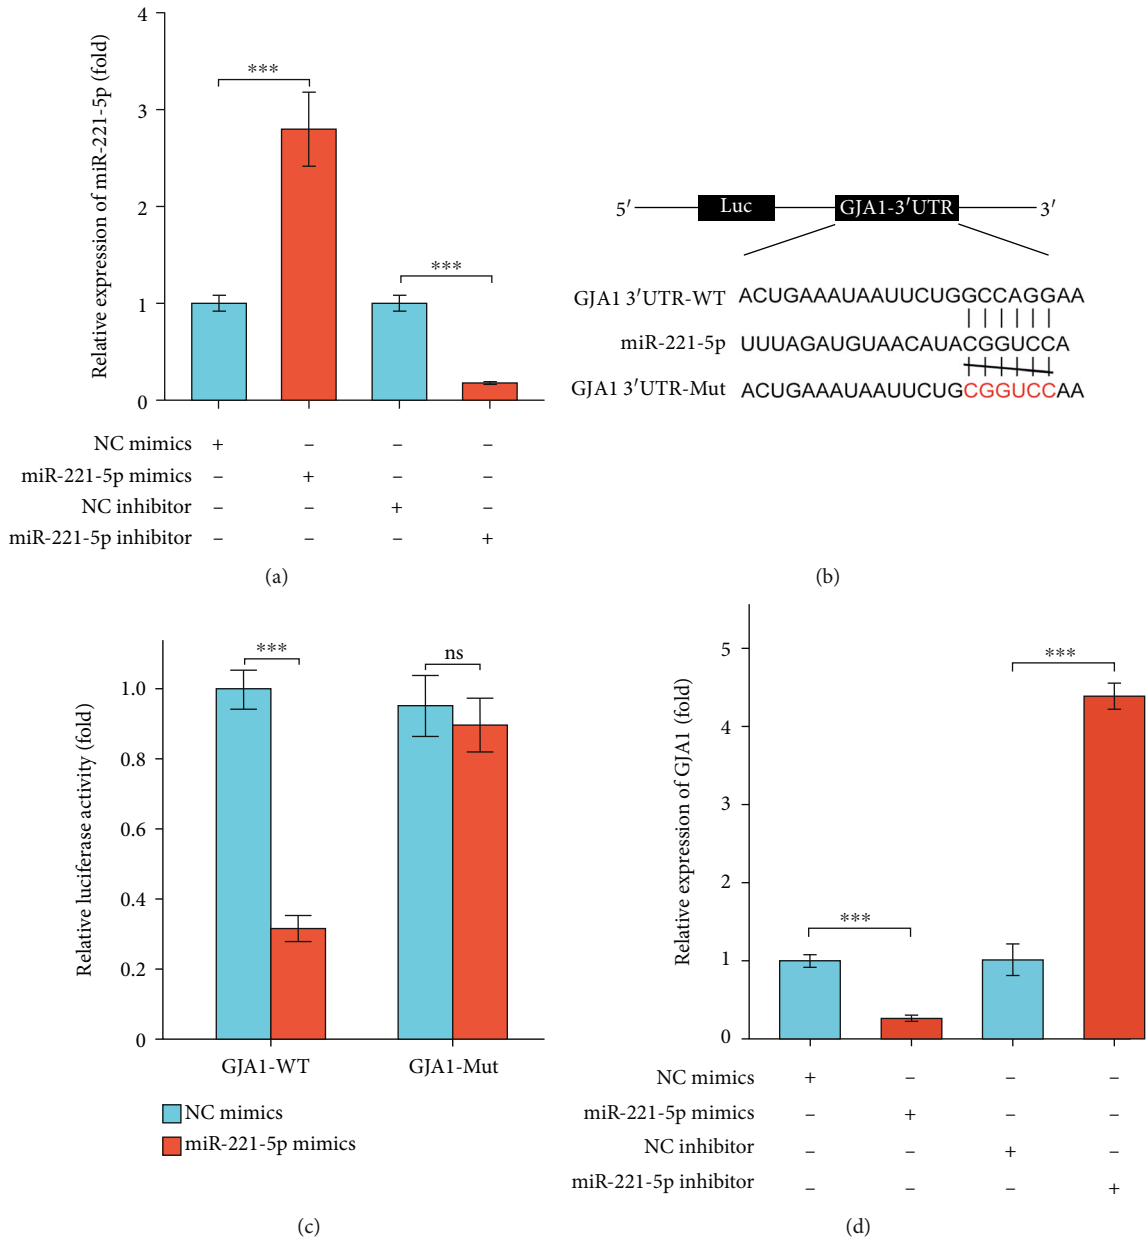 Relative expression of miR-221-5p (fold)
4
3
2
1
0
***
***
NC mimics + – – –
miR-221-5p mimics – + – –
NC inhibitor – – + –
miR-221-5p inhibitor – – – +
(a)
5′ Luc GJA1-3′UTR 3′
GJA1 3′UTR-WT ACUGAAAUAAUUCUGGCCAGGAA
miR-221-5p UUUAGAUGUAACAUACGGUCCA
GJA1 3′UTR-Mut ACUGAAAUAAUUCUGCGGUCCAA
(b)
Relative luciferase activity (fold)
1.0
0.8
0.6
0.4
0.2
0
***
ns
GJA1-WT GJA1-Mut
NC mimics
miR-221-5p mimics
(c)
Relative expression of GJA1 (fold)
5
4
3
2
1
0
***
***
NC mimics + – – –
miR-221-5p mimics – + – –
NC inhibitor – – + –
miR-221-5p inhibitor – – – +
(d)